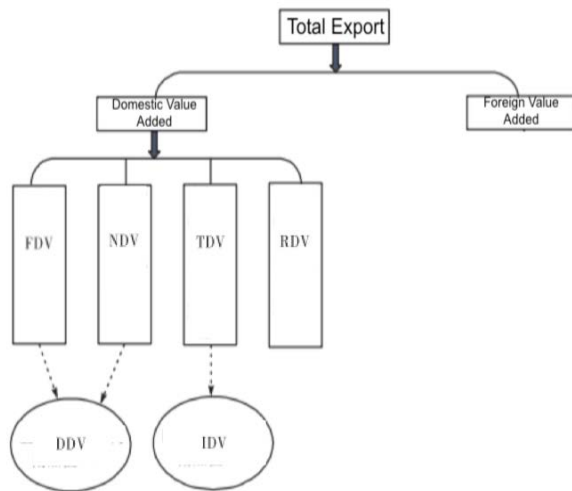 Total Export
Domestic Value
Added
Foreign Value
Added
FDV
NDV
TDV
RDV
DDV
IDV